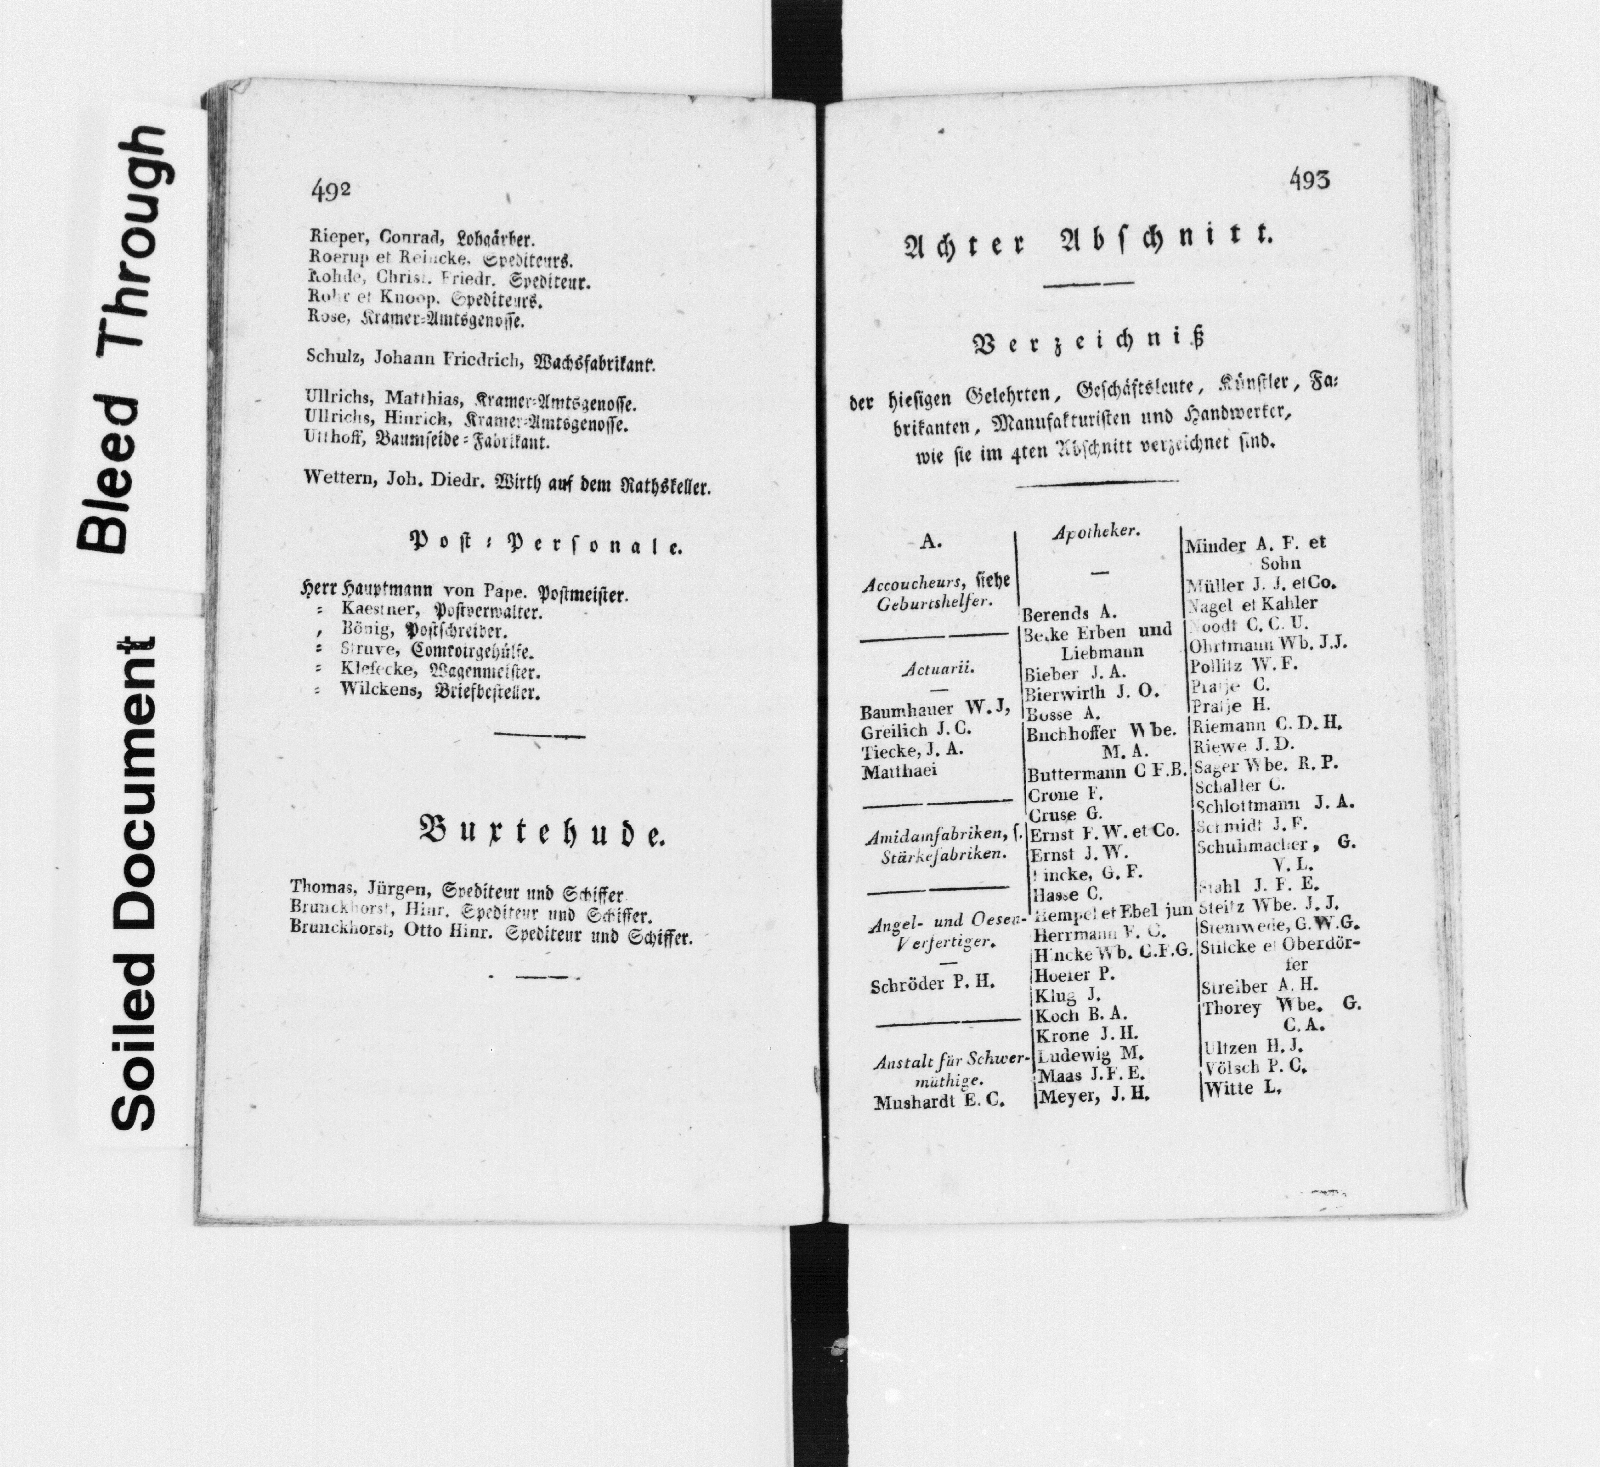 Bleed Through
Soiled Document
492
Rieper, Conrad, Lohgärber.
Roerup et Reincke, Spediteurs.
Rohde, Christ. Friedr. Spediteur.
Rohr et Knoop. Spediteurs.
Rose, Kramer-Amtsgenosse.
Schulz, Johann Friedrich, Wachsfabrikant.
Ullrichs, Matthias, Kramer-Amtsgenosse.
Ullrichs, Hinrich, Kramer-Amtsgenosse.
Utthoff, Baumseide-Fabrikant.
Wettern, Joh. Diedr. Wirth auf dem Rathskeller.
Post-Personale.
Herr Hauptmann von Pape. Postmeister.
= Kaestner, Postverwalter.
, Bönig, Postschreiber.
= Struve, Comtoirgehülfe.
= Klefecke, Wagenmeister.
= Wilckens, Briefbesteller.
Buxtehude.
Thomas, Jürgen, Spediteur und Schiffer
Brunckhorst, Hinr. Spediteur und Schiffer.
Brunckhorst, Otto Hinr. Spediteur und Schiffer.
493
Achter Abschnitt.
Verzeichniß
der hiesigen Gelehrten, Geschäftsleute, Künstler, Fa-
brikanten, Manufakturisten und Handwerker,
wie sie im 4ten Abschnitt verzeichnet sind.
A.
Accoucheurs, siehe
Geburtshelfer.
Actuarii.
Baumhauer W. J,
Greilich J. C.
Tiecke, J. A.
Matthaei
Amidamfabriken, s.
Stärkefabriken.
Angel- und Oesen-
Verfertiger.
Schröder P. H.
Anstalt für Schwer-
müthige.
Mushardt E. C.
Apotheker.
Berends A.
Beske Erben und
Liebmann
Bieber J. A.
Bierwirth J. O.
Bosse A.
Buchhoffer Wbe.
M. A.
Buttermann C F.B.
Crone F.
Cruse G.
Ernst F. W. et Co.
Ernst J. W.
Fincke, G. F.
Hasse C.
Hempel et Ebel jun
Herrmann F. C.
Hincke Wb. C.F.G.
Hoefer P.
Klug J.
Koch B. A.
Krone J. H.
Ludewig M.
Maas J. F. E.
Meyer, J. H.
Minder A. F. et
Sohn
Müller J. J. et Co.
Nagel et Kahler
Noodt C. C. U.
Ohrtmann Wb. J.J.
Pollitz W. F.
Pratje C.
Pratje H.
Riemann C. D. H.
Riewe J. D.
Sager Wbe. R. P.
Schaller C.
Schlottmann J. A.
Schmidt J. F.
Schuhmacher, G.
V. L.
Stahl J. F. E.
Steitz Wbe. J. J.
Stemwede, G. W. G.
Stücke et Oberdör-
fer
Streiber A. H.
Thorey Wbe. G.
C. A.
Ultzen H. J.
Völsch P. C.
Witte L.